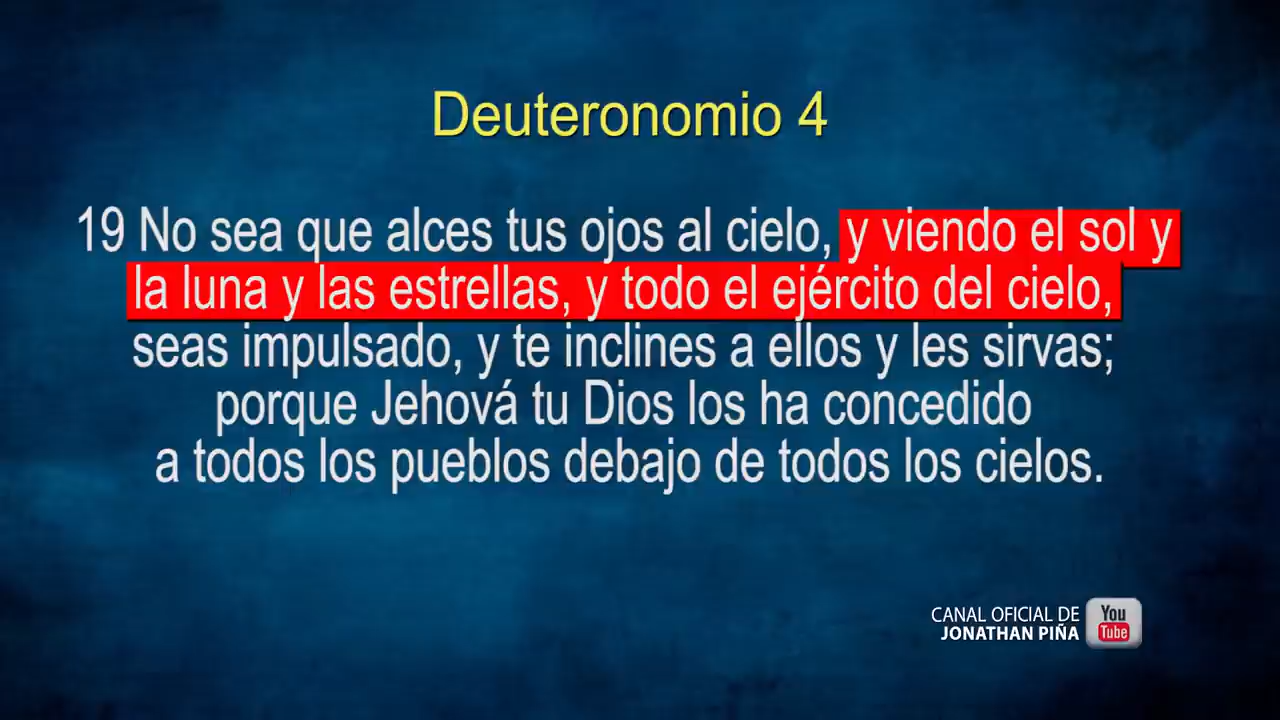 Deuteronomio 4
19 No sea que alces tus ojos al cielo, y viendo el sol y
la luna y las estrellas, y todo el ejército del cielo,
seas impulsado, y te inclines a ellos y les sirvas;
porque Jehová tu Dios los ha concedido
a todos los pueblos debajo de todos los cielos.
CANAL OFICIAL DE
JONATHAN PIÑA
You
Tube